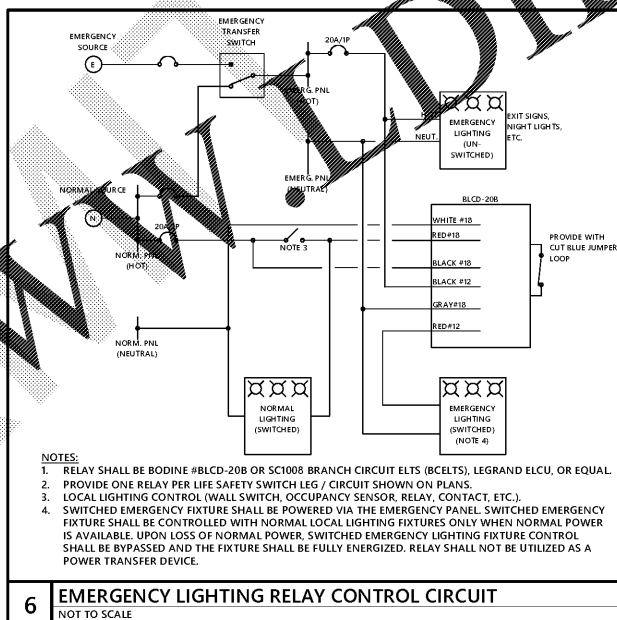 EMERGENCY
TRANSFER
SWITCH
EMERGENCY
SOURCE
E
20A/1P
EMERG. PNL
(HOT)
EMERGENCY
LIGHTING
(UN-
SWITCHED)
EXIT SIGNS,
NIGHT LIGHTS,
ETC.
NEUT.
EMERG. PNL
(NEUTRAL)
NORMAL SOURCE
N
20A/1P
NORM. PNL
(HOT)
NOTE 3
BLCD-20B
WHITE #18
RED#18
BLACK #18
BLACK #12
GRAY#18
RED#12
PROVIDE WITH
CUT BLUE JUMPER
LOOP
NORM. PNL
(NEUTRAL)
NORMAL
LIGHTING
(SWITCHED)
EMERGENCY
LIGHTING
(SWITCHED)
(NOTE 4)
NOTES:
1. RELAY SHALL BE BODINE #BLCD-20B OR SC1008 BRANCH CIRCUIT ELTS (BCELTS), LEGRAND ELCU, OR EQUAL.
2. PROVIDE ONE RELAY PER LIFE SAFETY SWITCH LEG / CIRCUIT SHOWN ON PLANS.
3. LOCAL LIGHTING CONTROL (WALL SWITCH, OCCUPANCY SENSOR, RELAY, CONTACT, ETC.).
4. SWITCHED EMERGENCY FIXTURE SHALL BE POWERED VIA THE EMERGENCY PANEL. SWITCHED EMERGENCY
FIXTURE SHALL BE CONTROLLED WITH NORMAL LOCAL LIGHTING FIXTURES ONLY WHEN NORMAL POWER
IS AVAILABLE. UPON LOSS OF NORMAL POWER, SWITCHED EMERGENCY LIGHTING FIXTURE CONTROL
SHALL BE BYPASSED AND THE FIXTURE SHALL BE FULLY ENERGIZED. RELAY SHALL NOT BE UTILIZED AS A
POWER TRANSFER DEVICE.
6 EMERGENCY LIGHTING RELAY CONTROL CIRCUIT
NOT TO SCALE